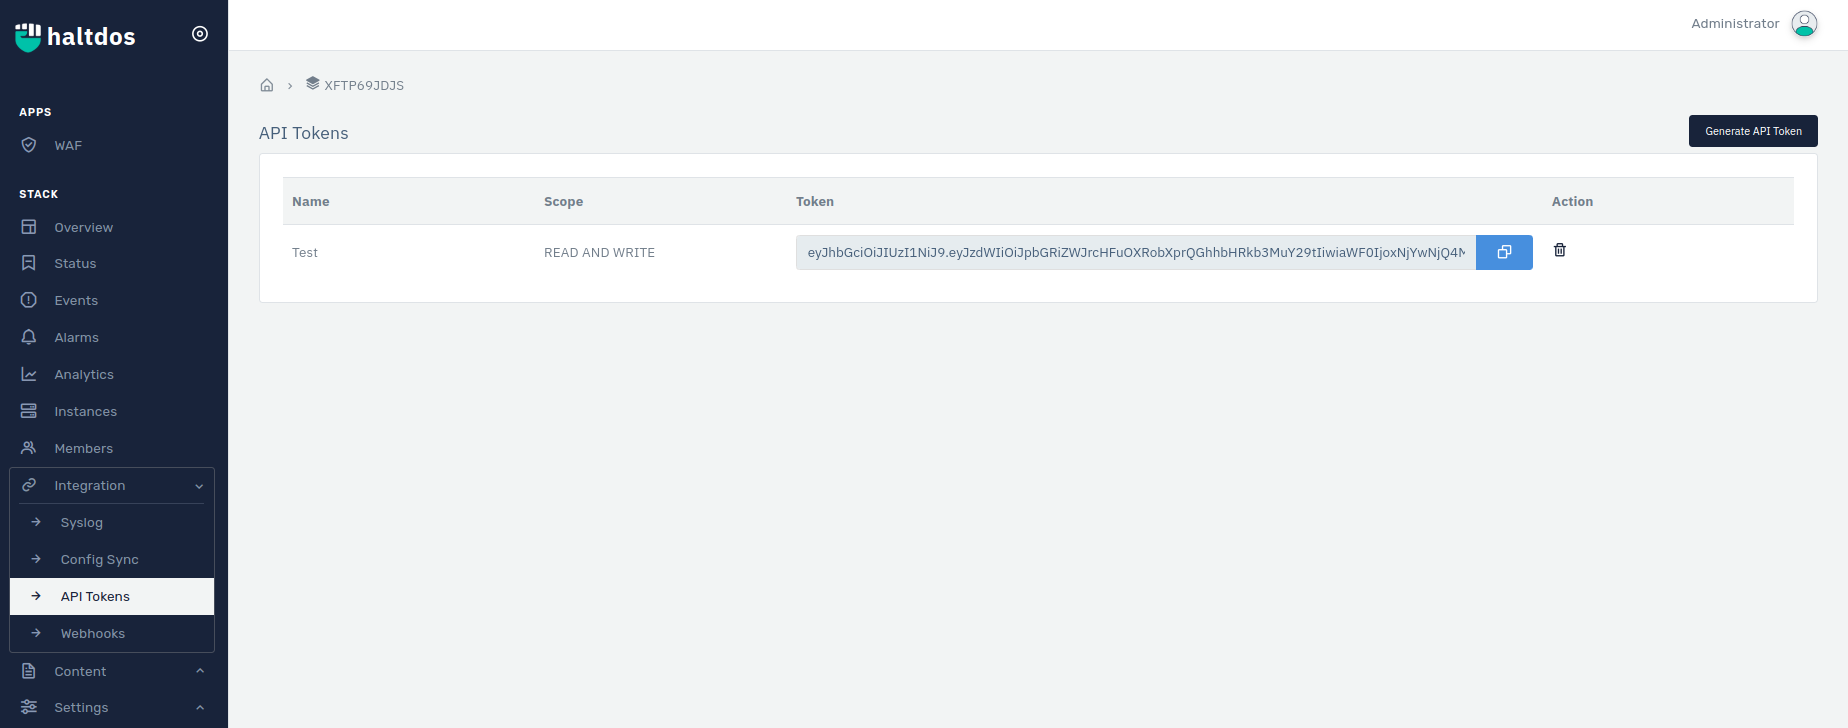 haltdos
Administrator
XFTP69JDJS
API Tokens
Generate API Token
Name Scope Token Action
Test READ AND WRITE eyJhbGciOiJIUzI1NiJ9.eyJzdWIiOiJpbGRiZWJrcHFuOXRobXprQGhhbHRkb3MuY29tIiwiaWF0IjoxNjYwNjQ4M
APPS
WAF
STACK
Overview
Status
Events
Alarms
Analytics
Instances
Members
Integration
Syslog
Config Sync
API Tokens
Webhooks
Content
Settings